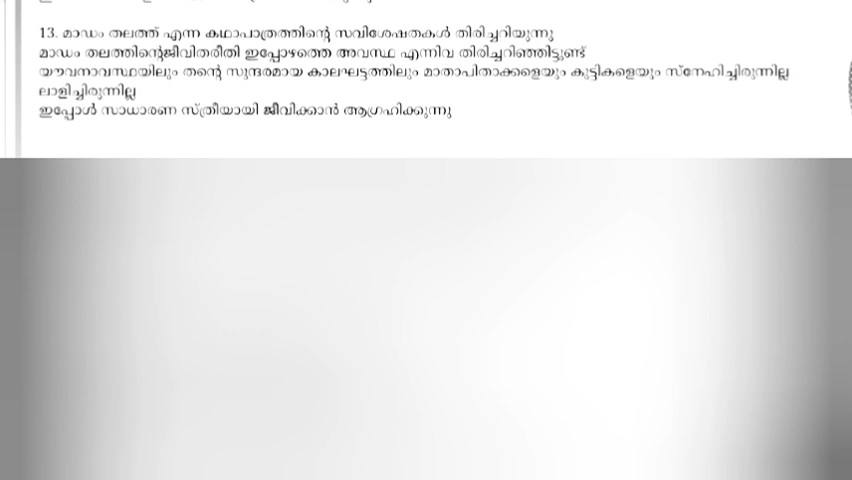 13. മാഡം തലത്ത് എന്ന കഥാപാത്രത്തിന്റെ സവിശേഷതകൾ തിരിച്ചറിയുന്നു
മാഡം തലത്തിന്റെജീവിതരീതി ഇപ്പോഴത്തെ അവസ്ഥ എന്നിവ തിരിച്ചറിഞ്ഞിട്ടുണ്ട്
യൗവനാവസ്ഥയിലും തന്റെ സുന്ദരമായ കാലഘട്ടത്തിലും മാതാപിതാക്കളെയും കുട്ടികളെയും സ്നേഹിച്ചിരുന്നില്ല
ലാളിച്ചിരുന്നില്ല
ഇപ്പോൾ സാധാരണ സ്ത്രീയായി ജീവിക്കാൻ ആഗ്രഹിക്കുന്നു